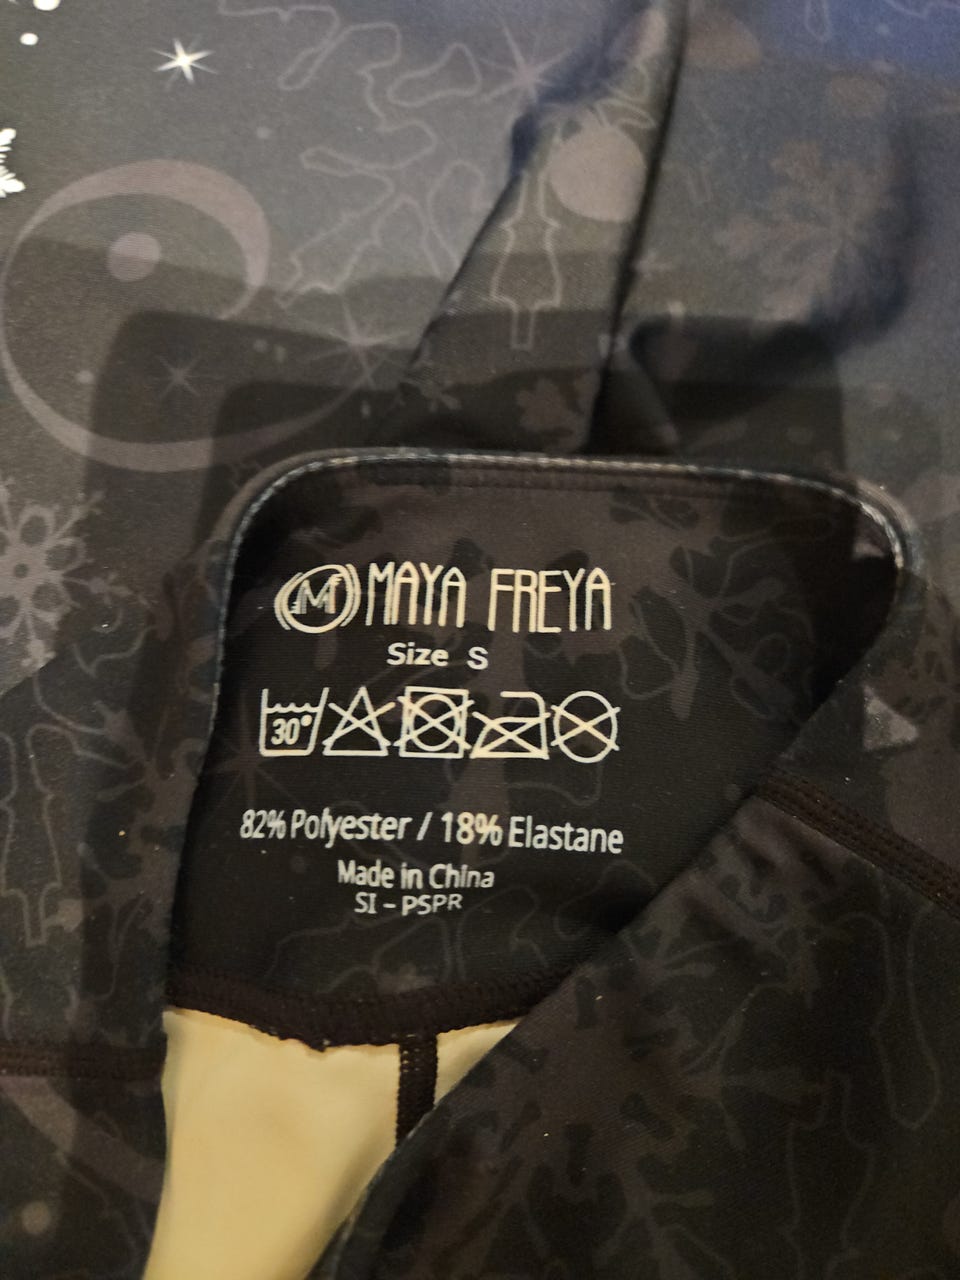 M MAYA FREYA
Size S
30°
82% Polyester / 18% Elastane
Made in China
SI - PSPR